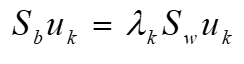 S_b u_k = λ_k S_w u_k